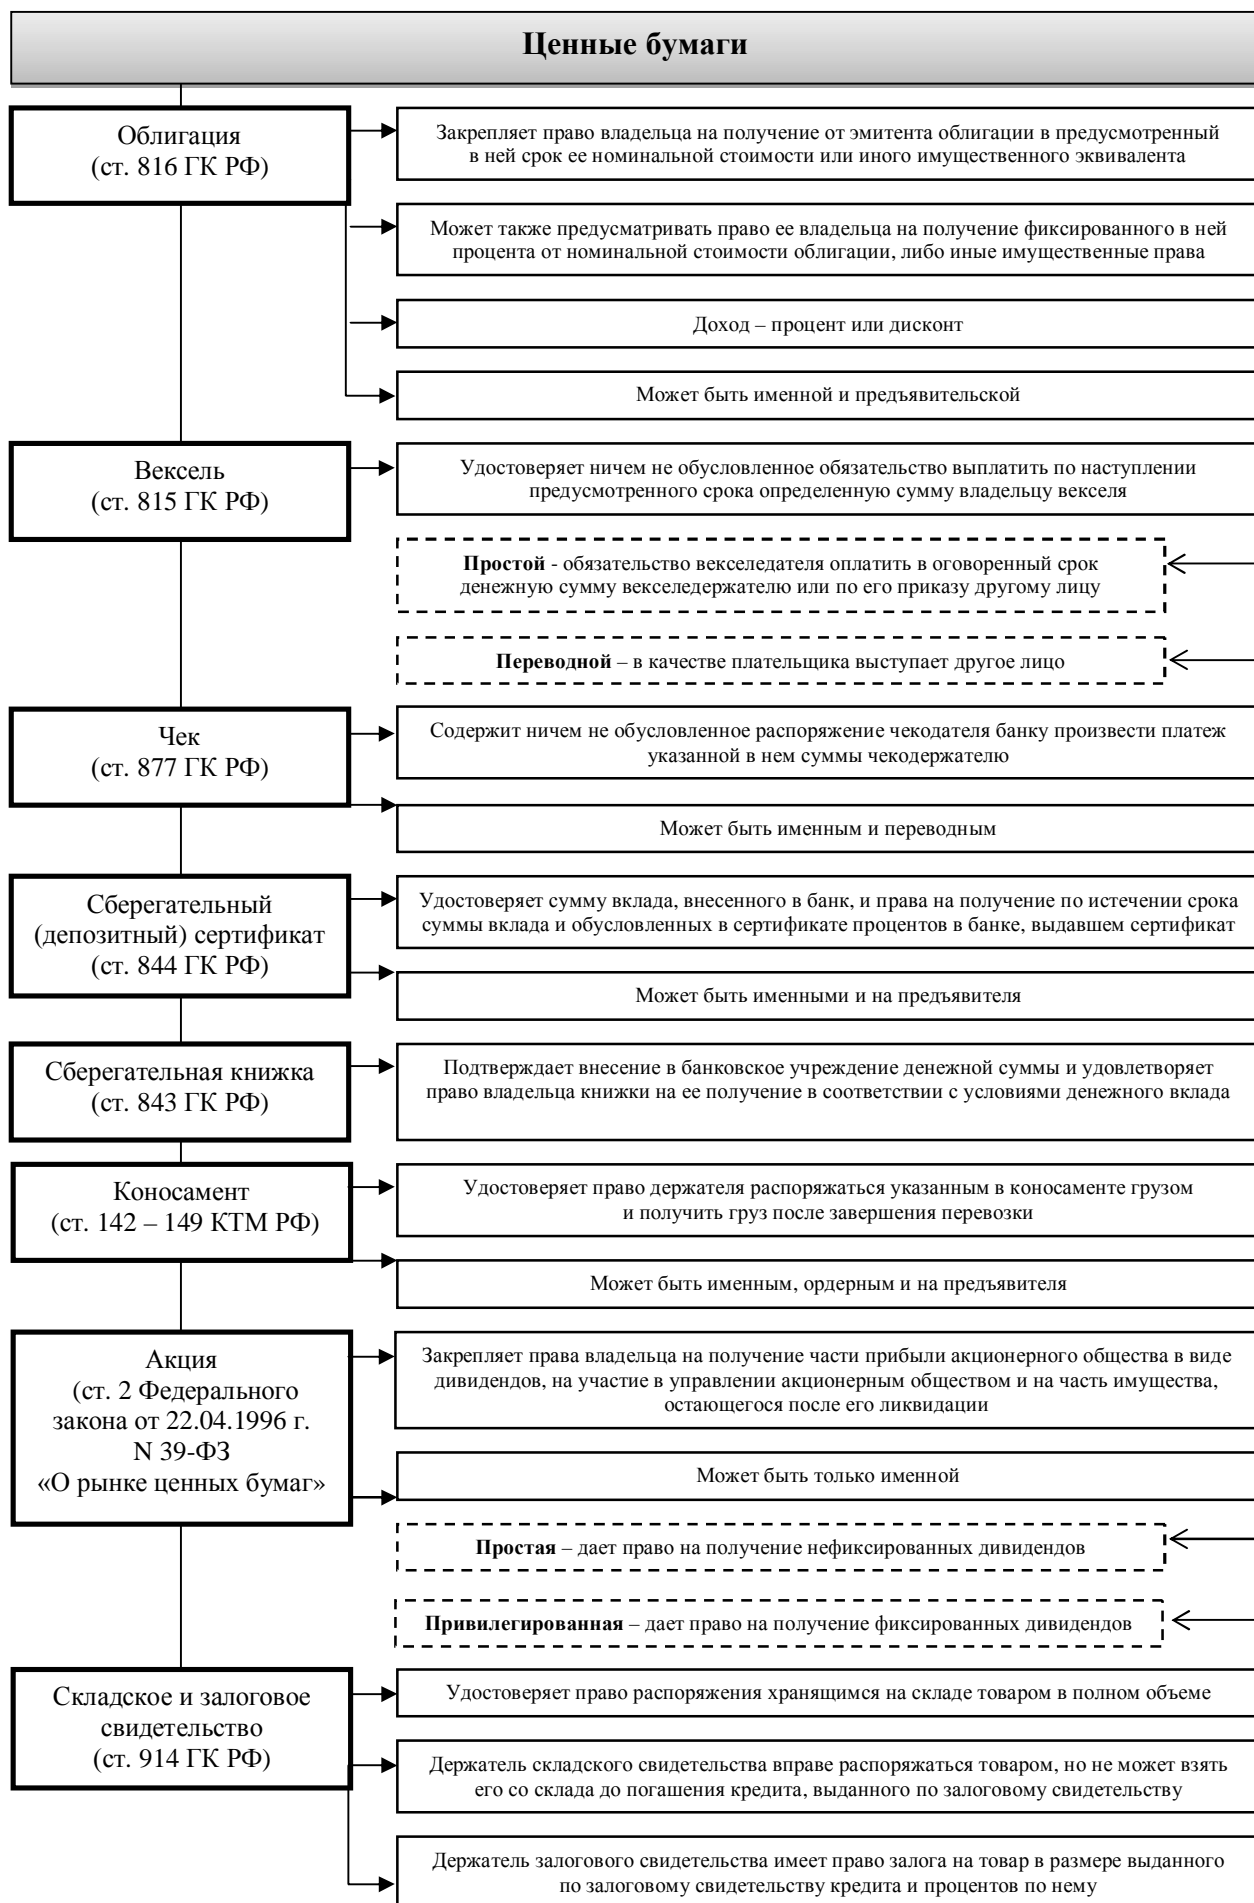 Ценные бумаги
Облигация
(ст. 816 ГК РФ)
Закрепляет право владельца на получение от эмитента облигации в предусмотренный
в ней срок ее номинальной стоимости или иного имущественного эквивалента
Может также предусматривать право ее владельца на получение фиксированного в ней
процента от номинальной стоимости облигации, либо иные имущественные права
Доход – процент или дисконт
Может быть именной и предъявительской
Вексель
(ст. 815 ГК РФ)
Удостоверяет ничем не обусловленное обязательство выплатить по наступлении
предусмотренного срока определенную сумму владельцу векселя
Простой - обязательство векселедателя оплатить в оговоренный срок
денежную сумму векселедержателю или по его приказу другому лицу
Переводной – в качестве плательщика выступает другое лицо
Чек
(ст. 877 ГК РФ)
Содержит ничем не обусловленное распоряжение чекодателя банку произвести платеж
указанной в нем суммы чекодержателю
Может быть именным и переводным
Сберегательный
(депозитный) сертификат
(ст. 844 ГК РФ)
Удостоверяет сумму вклада, внесенного в банк, и права на получение по истечении срока
суммы вклада и обусловленных в сертификате процентов в банке, выдавшем сертификат
Может быть именными и на предъявителя
Сберегательная книжка
(ст. 843 ГК РФ)
Подтверждает внесение в банковское учреждение денежной суммы и удовлетворяет
право владельца книжки на ее получение в соответствии с условиями денежного вклада
Коносамент
(ст. 142 – 149 КТМ РФ)
Удостоверяет право держателя распоряжаться указанным в коносаменте грузом
и получить груз после завершения перевозки
Может быть именным, ордерным и на предъявителя
Акция
(ст. 2 Федерального
закона от 22.04.1996 г.
N 39-ФЗ
«О рынке ценных бумаг»
Закрепляет права владельца на получение части прибыли акционерного общества в виде
дивидендов, на участие в управлении акционерным обществом и на часть имущества,
остающегося после его ликвидации
Может быть только именной
Простая – дает право на получение нефиксированных дивидендов
Привилегированная – дает право на получение фиксированных дивидендов
Складское и залоговое
свидетельство
(ст. 914 ГК РФ)
Удостоверяет право распоряжения хранящимся на складе товаром в полном объеме
Держатель складского свидетельства вправе распоряжаться товаром, но не может взять
его со склада до погашения кредита, выданного по залоговому свидетельству
Держатель залогового свидетельства имеет право залога на товар в размере выданного
по залоговому свидетельству кредита и процентов по нему